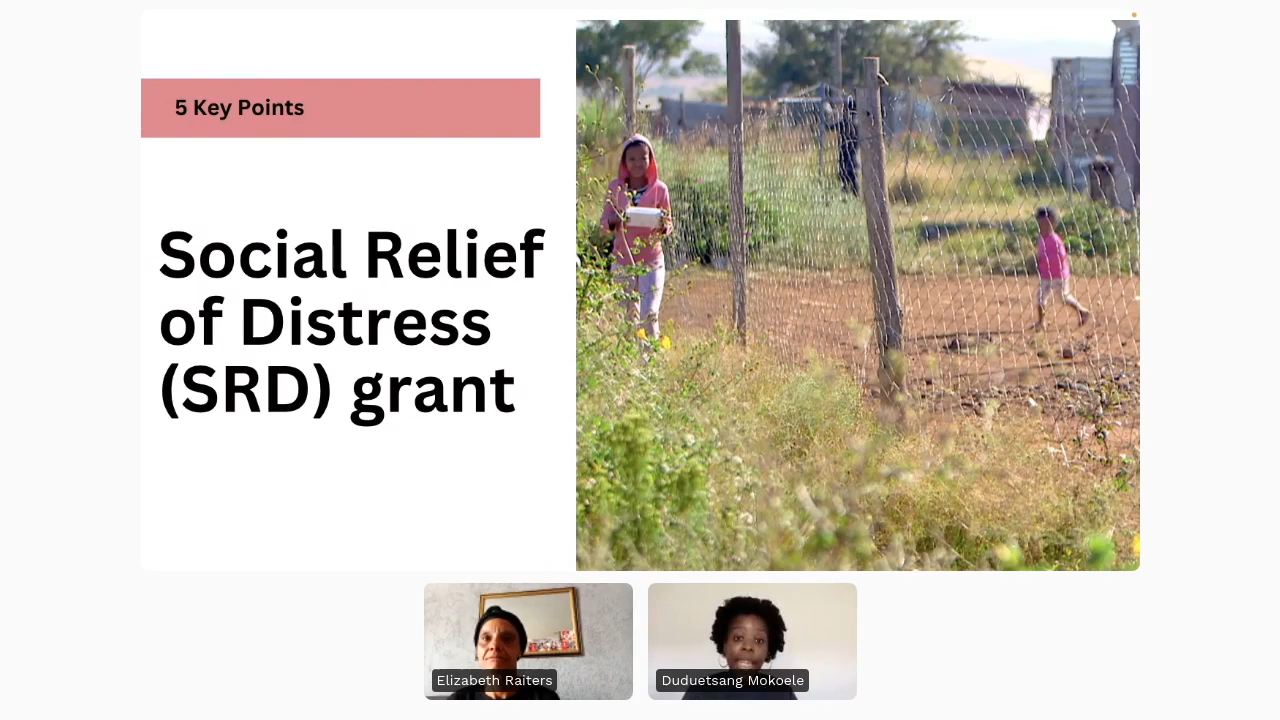 5 Key Points
Social Relief
of Distress
(SRD) grant
Elizabeth Raiters
Duduetsang Mokoele